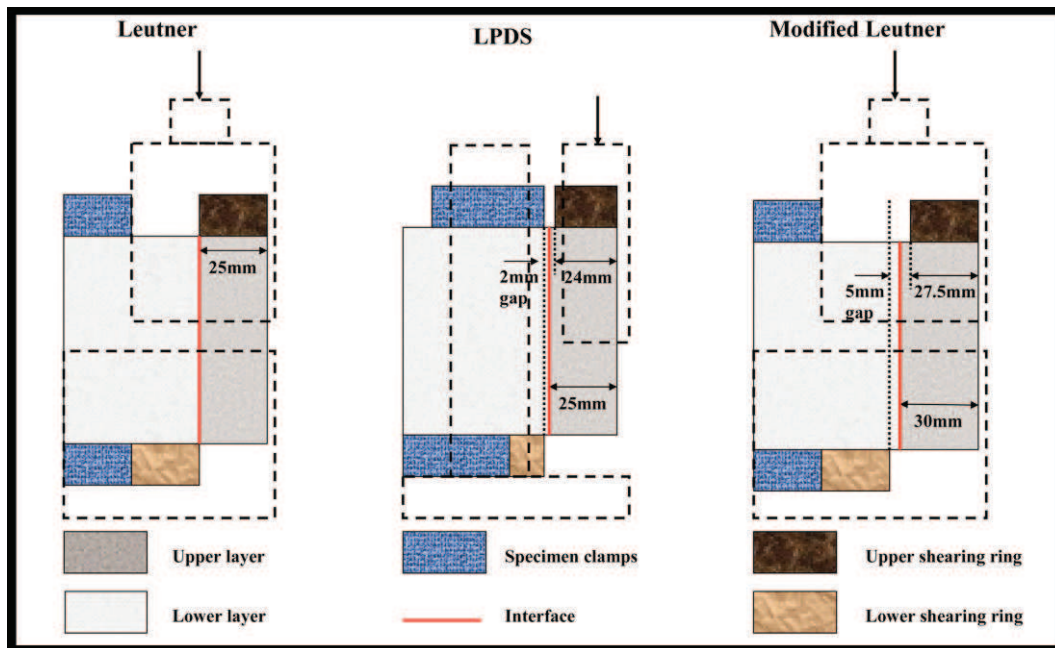 Leutner
LPDS
Modified Leutner
25mm
2mm
gap
24mm
25mm
5mm
gap
27.5mm
30mm
Upper layer
Specimen clamps
Upper shearing ring
Lower layer
Interface
Lower shearing ring